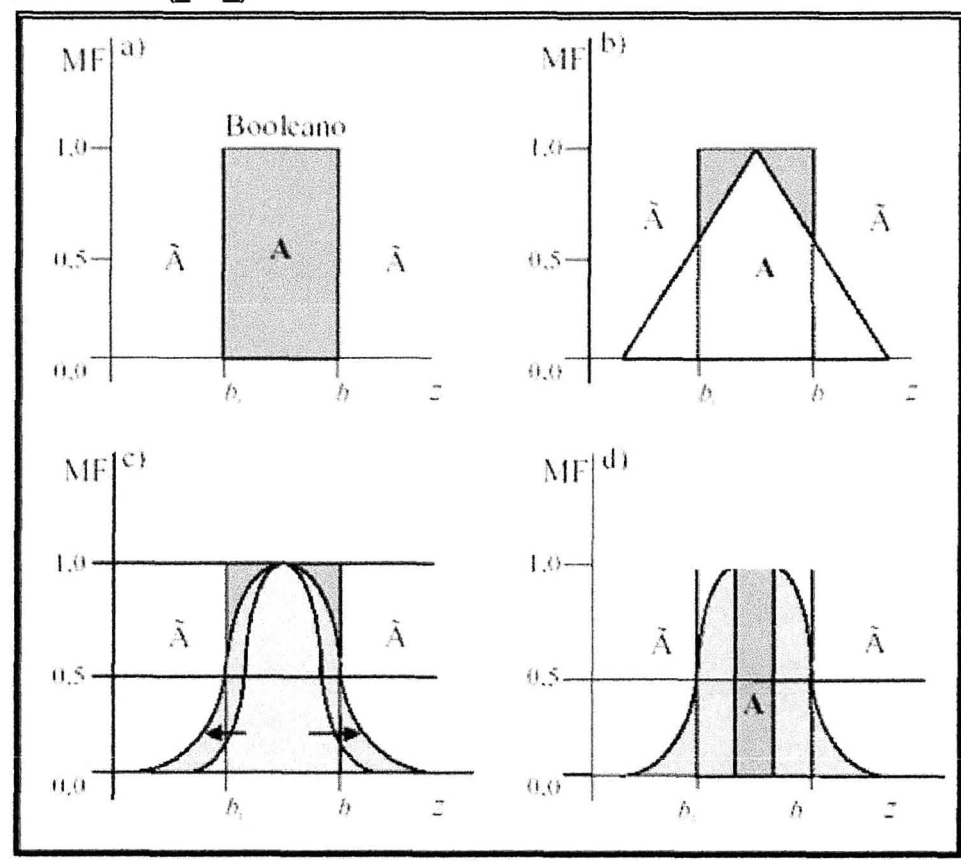 MF a)
Booleano
1,0
Ã A Ã
0,5
0,0
z
MF b)
1,0
Ã Ã
0,5 A
0,0
z
MF c)
1,0
Ã Ã
0,5
0,0
z
MF d)
1,0
Ã Ã
0,5
A
0,0
z